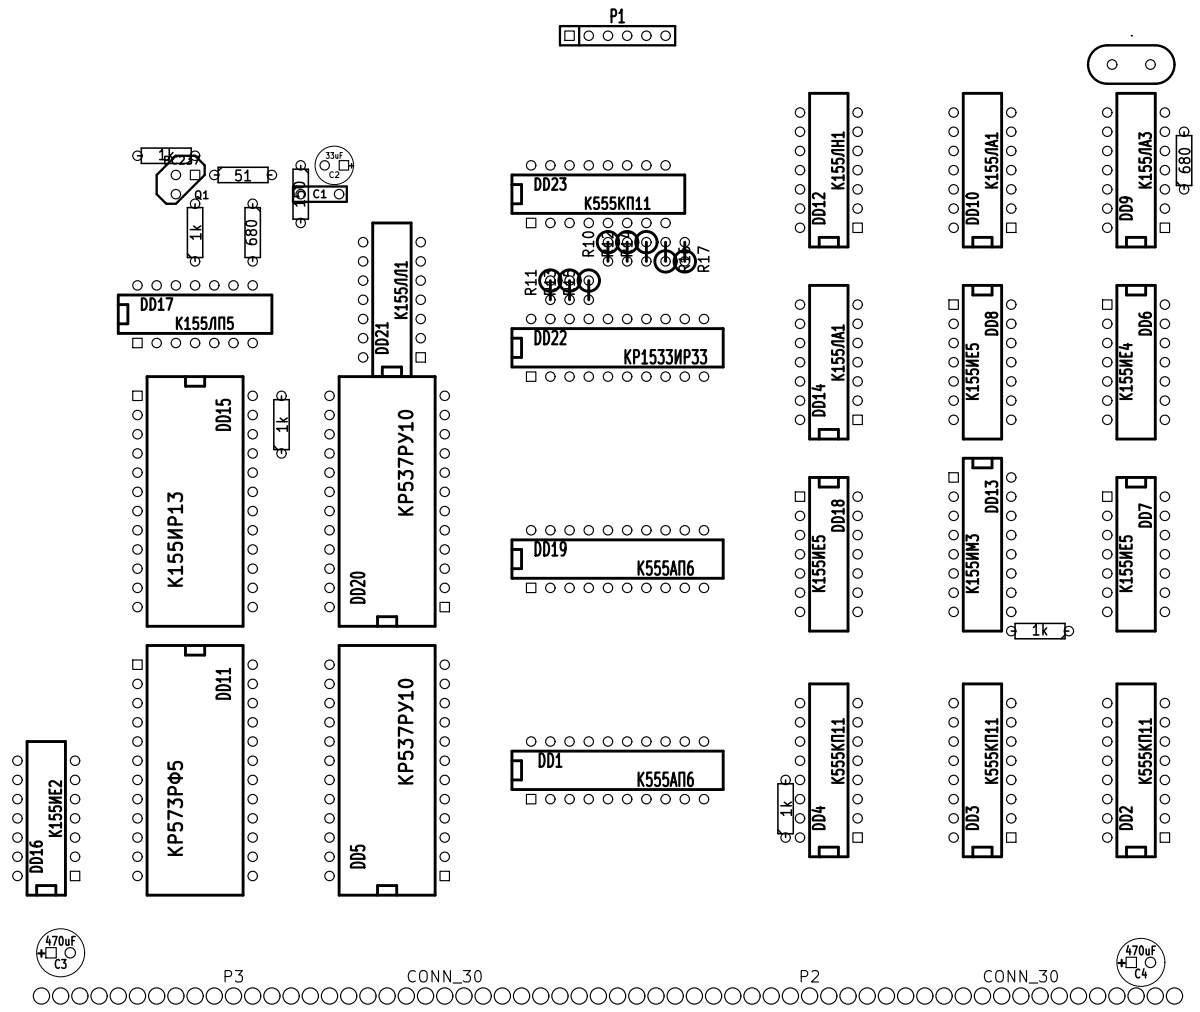 P1
1k
BC237
33uF
C2
51
C1
Q1
1k
680
DD23
К555КП11
R10
R17
R11
DD12
К155ЛН1
DD10
К155ЛА1
DD9
К155ЛА3
680
DD17
К155ЛП5
DD21
К155ЛЛ1
DD22
КР1533ИР33
DD14
К155ЛА1
DD8
К155ИЕ5
DD6
К155ИЕ4
DD15
К155ИР13
1k
DD20
КР537РУ10
DD19
К555АП6
DD18
К155ИЕ5
DD13
К155ИМ3
DD7
К155ИЕ5
1k
DD11
КР573РФ5
DD5
КР537РУ10
DD16
К155ИЕ2
DD1
К555АП6
1k
DD4
К555КП11
DD3
К555КП11
DD2
К555КП11
470uF
C3
470uF
C4
P3
CONN_30
P2
CONN_30